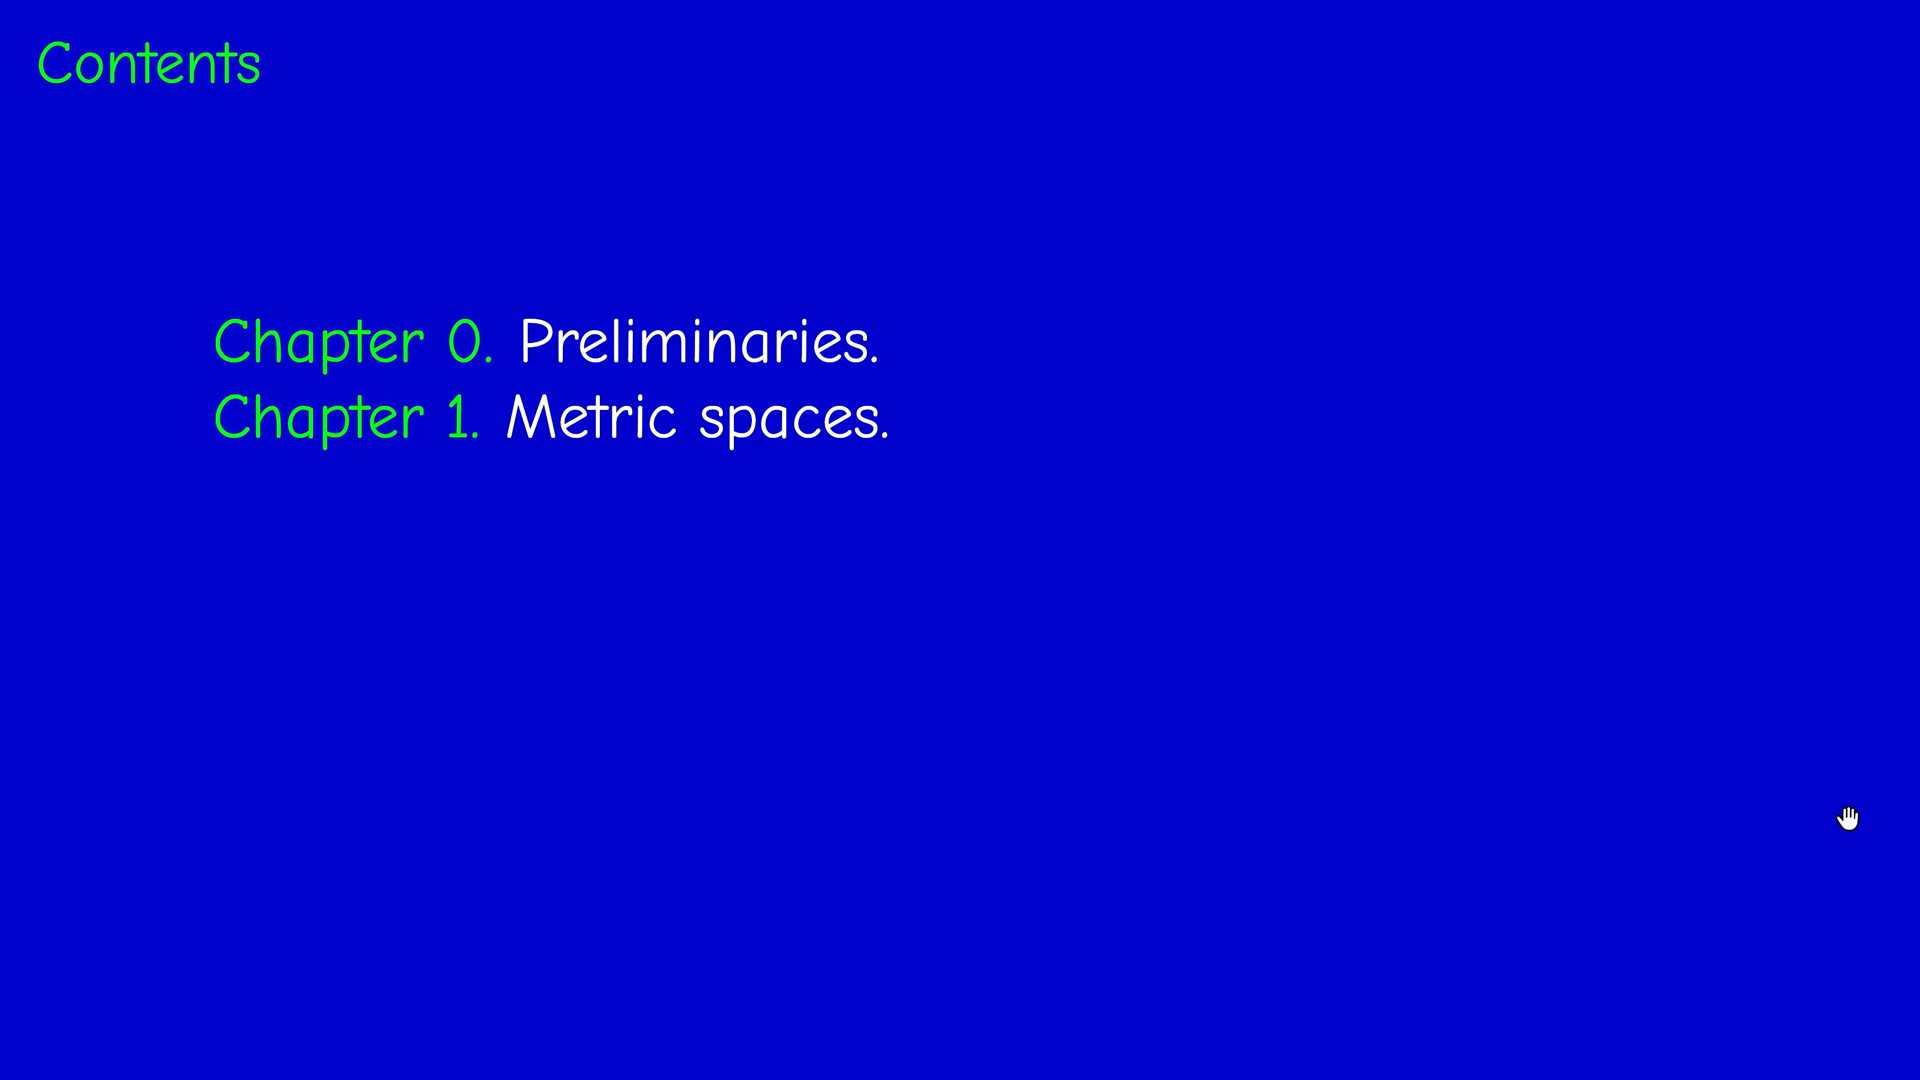 Contents
Chapter 0. Preliminaries.
Chapter 1. Metric spaces.